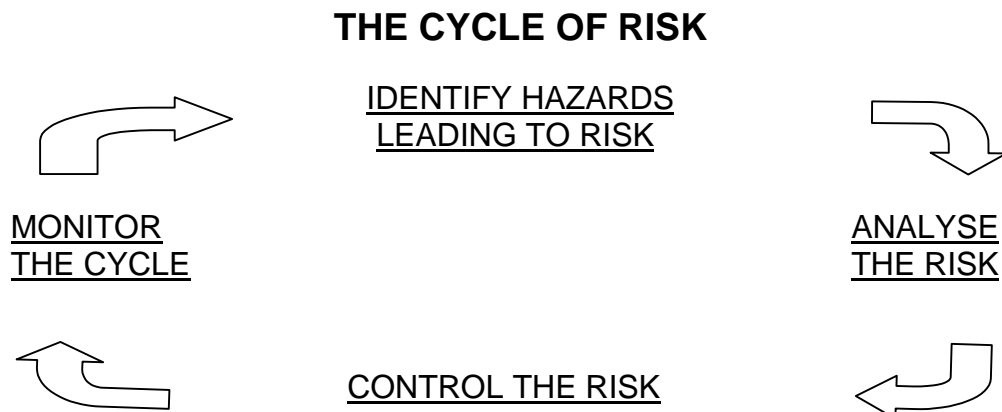 THE CYCLE OF RISK
IDENTIFY HAZARDS
LEADING TO RISK
MONITOR
THE CYCLE
ANALYSE
THE RISK
CONTROL THE RISK